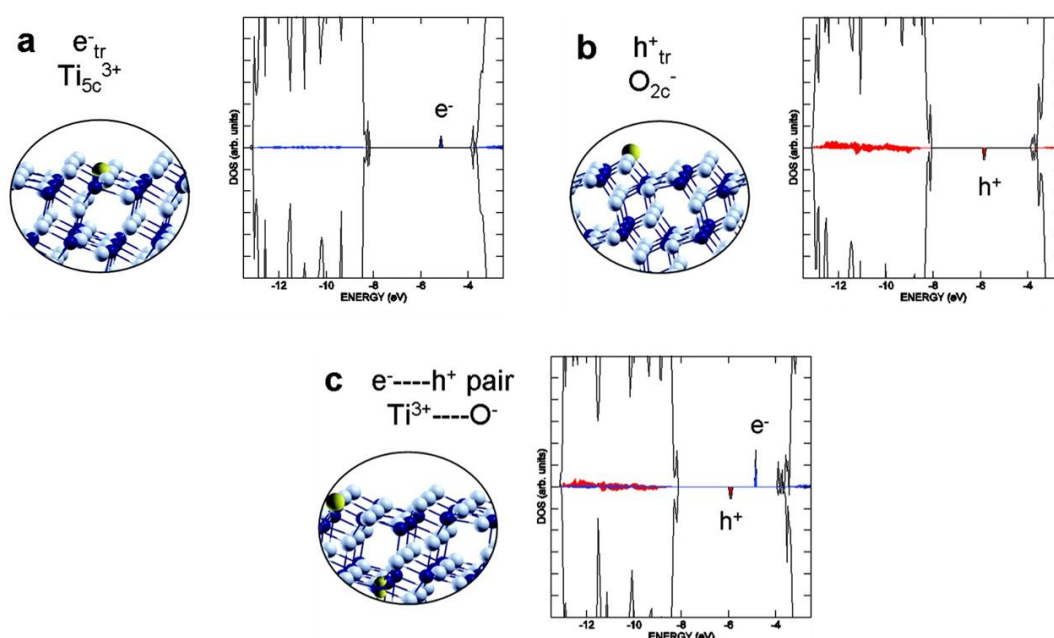 a
e⁻tr
Ti5c³⁺
DOS (arb. units)
e⁻
-12 -10 -8 -6 -4
ENERGY (eV)
b
h⁺tr
O2c⁻
DOS (arb. units)
h⁺
-12 -10 -8 -6 -4
ENERGY (eV)
c e⁻----h⁺ pair
Ti³⁺----O⁻
DOS (arb. units)
e⁻
h⁺
-12 -10 -8 -6 -4
ENERGY (eV)